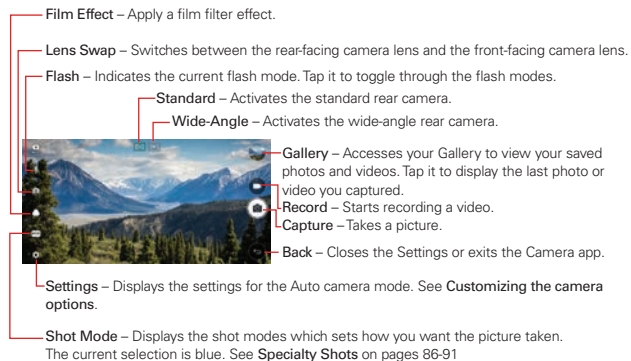 Film Effect – Apply a film filter effect.
Lens Swap – Switches between the rear-facing camera lens and the front-facing camera lens.
Flash – Indicates the current flash mode. Tap it to toggle through the flash modes.
Standard – Activates the standard rear camera.
Wide-Angle – Activates the wide-angle rear camera.
Gallery – Accesses your Gallery to view your saved
photos and videos. Tap it to display the last photo or
video you captured.
Record – Starts recording a video.
Capture – Takes a picture.
Back – Closes the Settings or exits the Camera app.
Settings – Displays the settings for the Auto camera mode. See Customizing the camera
options.
Shot Mode – Displays the shot modes which sets how you want the picture taken.
The current selection is blue. See Specialty Shots on pages 86-91